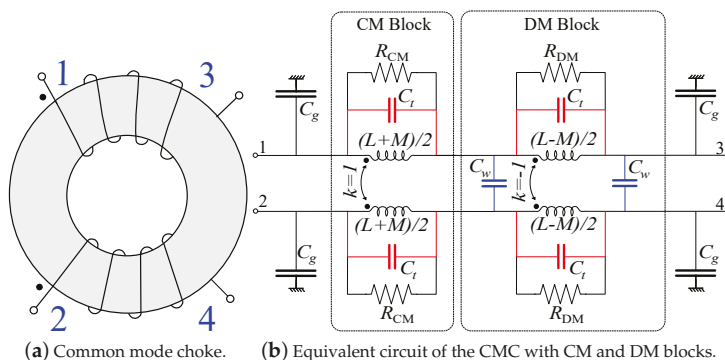 CM Block
DM Block
R_CM
R_DM
C_t
C_t
C_g
C_g
1
3
(L+M)/2
(L-M)/2
1
3
k=1
C_w
k=-1
C_w
2
4
(L+M)/2
(L-M)/2
C_g
C_t
C_t
C_g
2
4
R_CM
R_DM
(a) Common mode choke.
(b) Equivalent circuit of the CMC with CM and DM blocks.